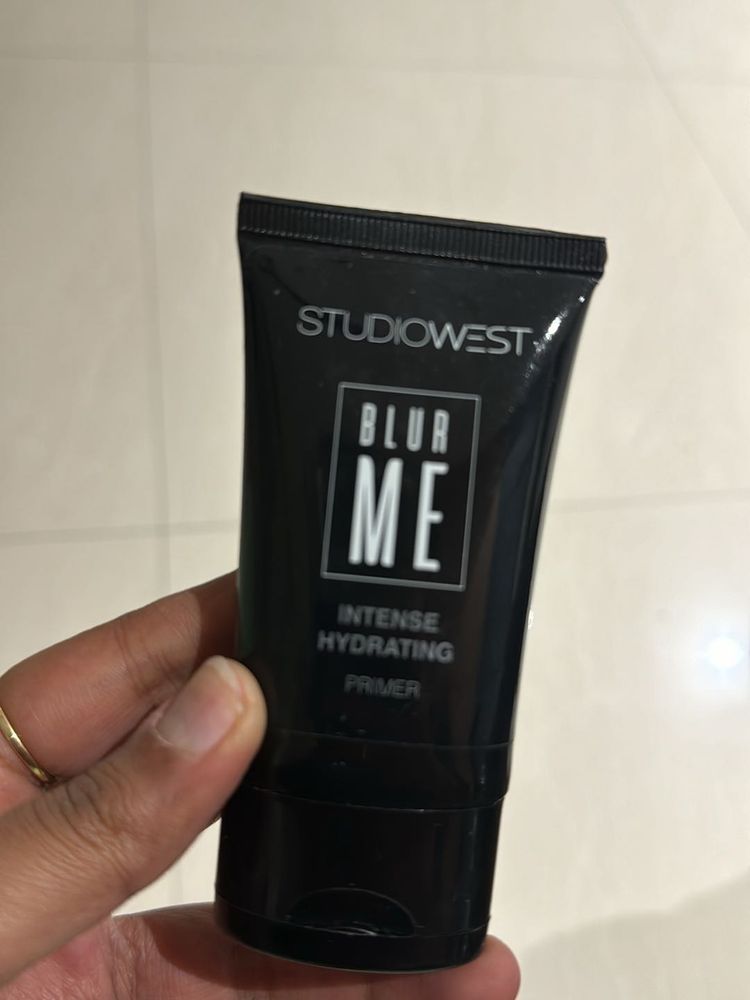 STUDIOWEST
BLUR
ME
INTENSE
HYDRATING
PRIMER